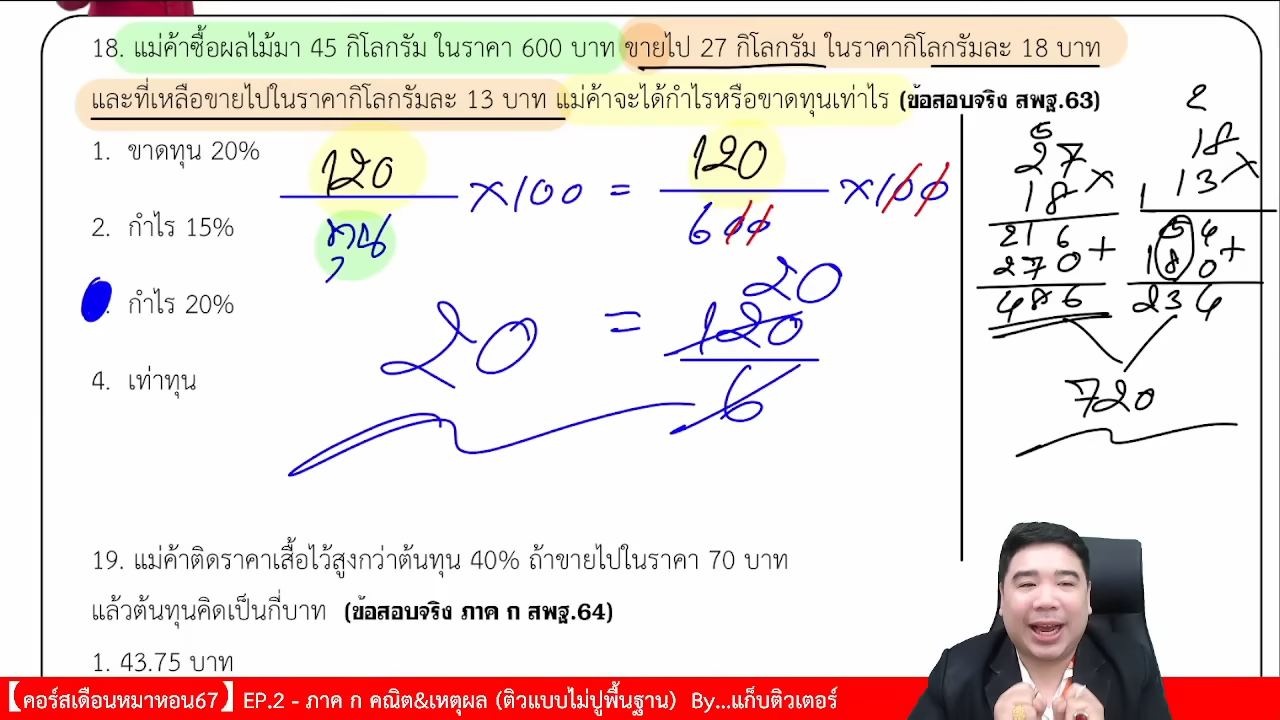 18. แม่ค้าซื้อผลไม้มา 45 กิโลกรัม ในราคา 600 บาท ขายไป 27 กิโลกรัม ในราคากิโลกรัมละ 18 บาท
และที่เหลือขายไปในราคากิโลกรัมละ 13 บาท แม่ค้าจะได้กำไรหรือขาดทุนเท่าไร (ข้อสอบจริง สพฐ.63)
1. ขาดทุน 20%
2. กำไร 15%
กำไร 20%
4. เท่าทุน
120
ทุน
×100 =
120
600
×100
20 =
20
120
6
5
27
18 ×
216 +
270
486
2
18
13 ×
1
54 +
180
234
720
19. แม่ค้าติดราคาเสื้อไว้สูงกว่าต้นทุน 40% ถ้าขายไปในราคา 70 บาท
แล้วต้นทุนคิดเป็นกี่บาท (ข้อสอบจริง ภาค ก สพฐ.64)
1. 43.75 บาท
【คอร์สเดือนหมาหอน67】 EP.2 - ภาค ก คณิต&เหตุผล (ติวแบบไม่ปูพื้นฐาน) By...แก็บติวเตอร์